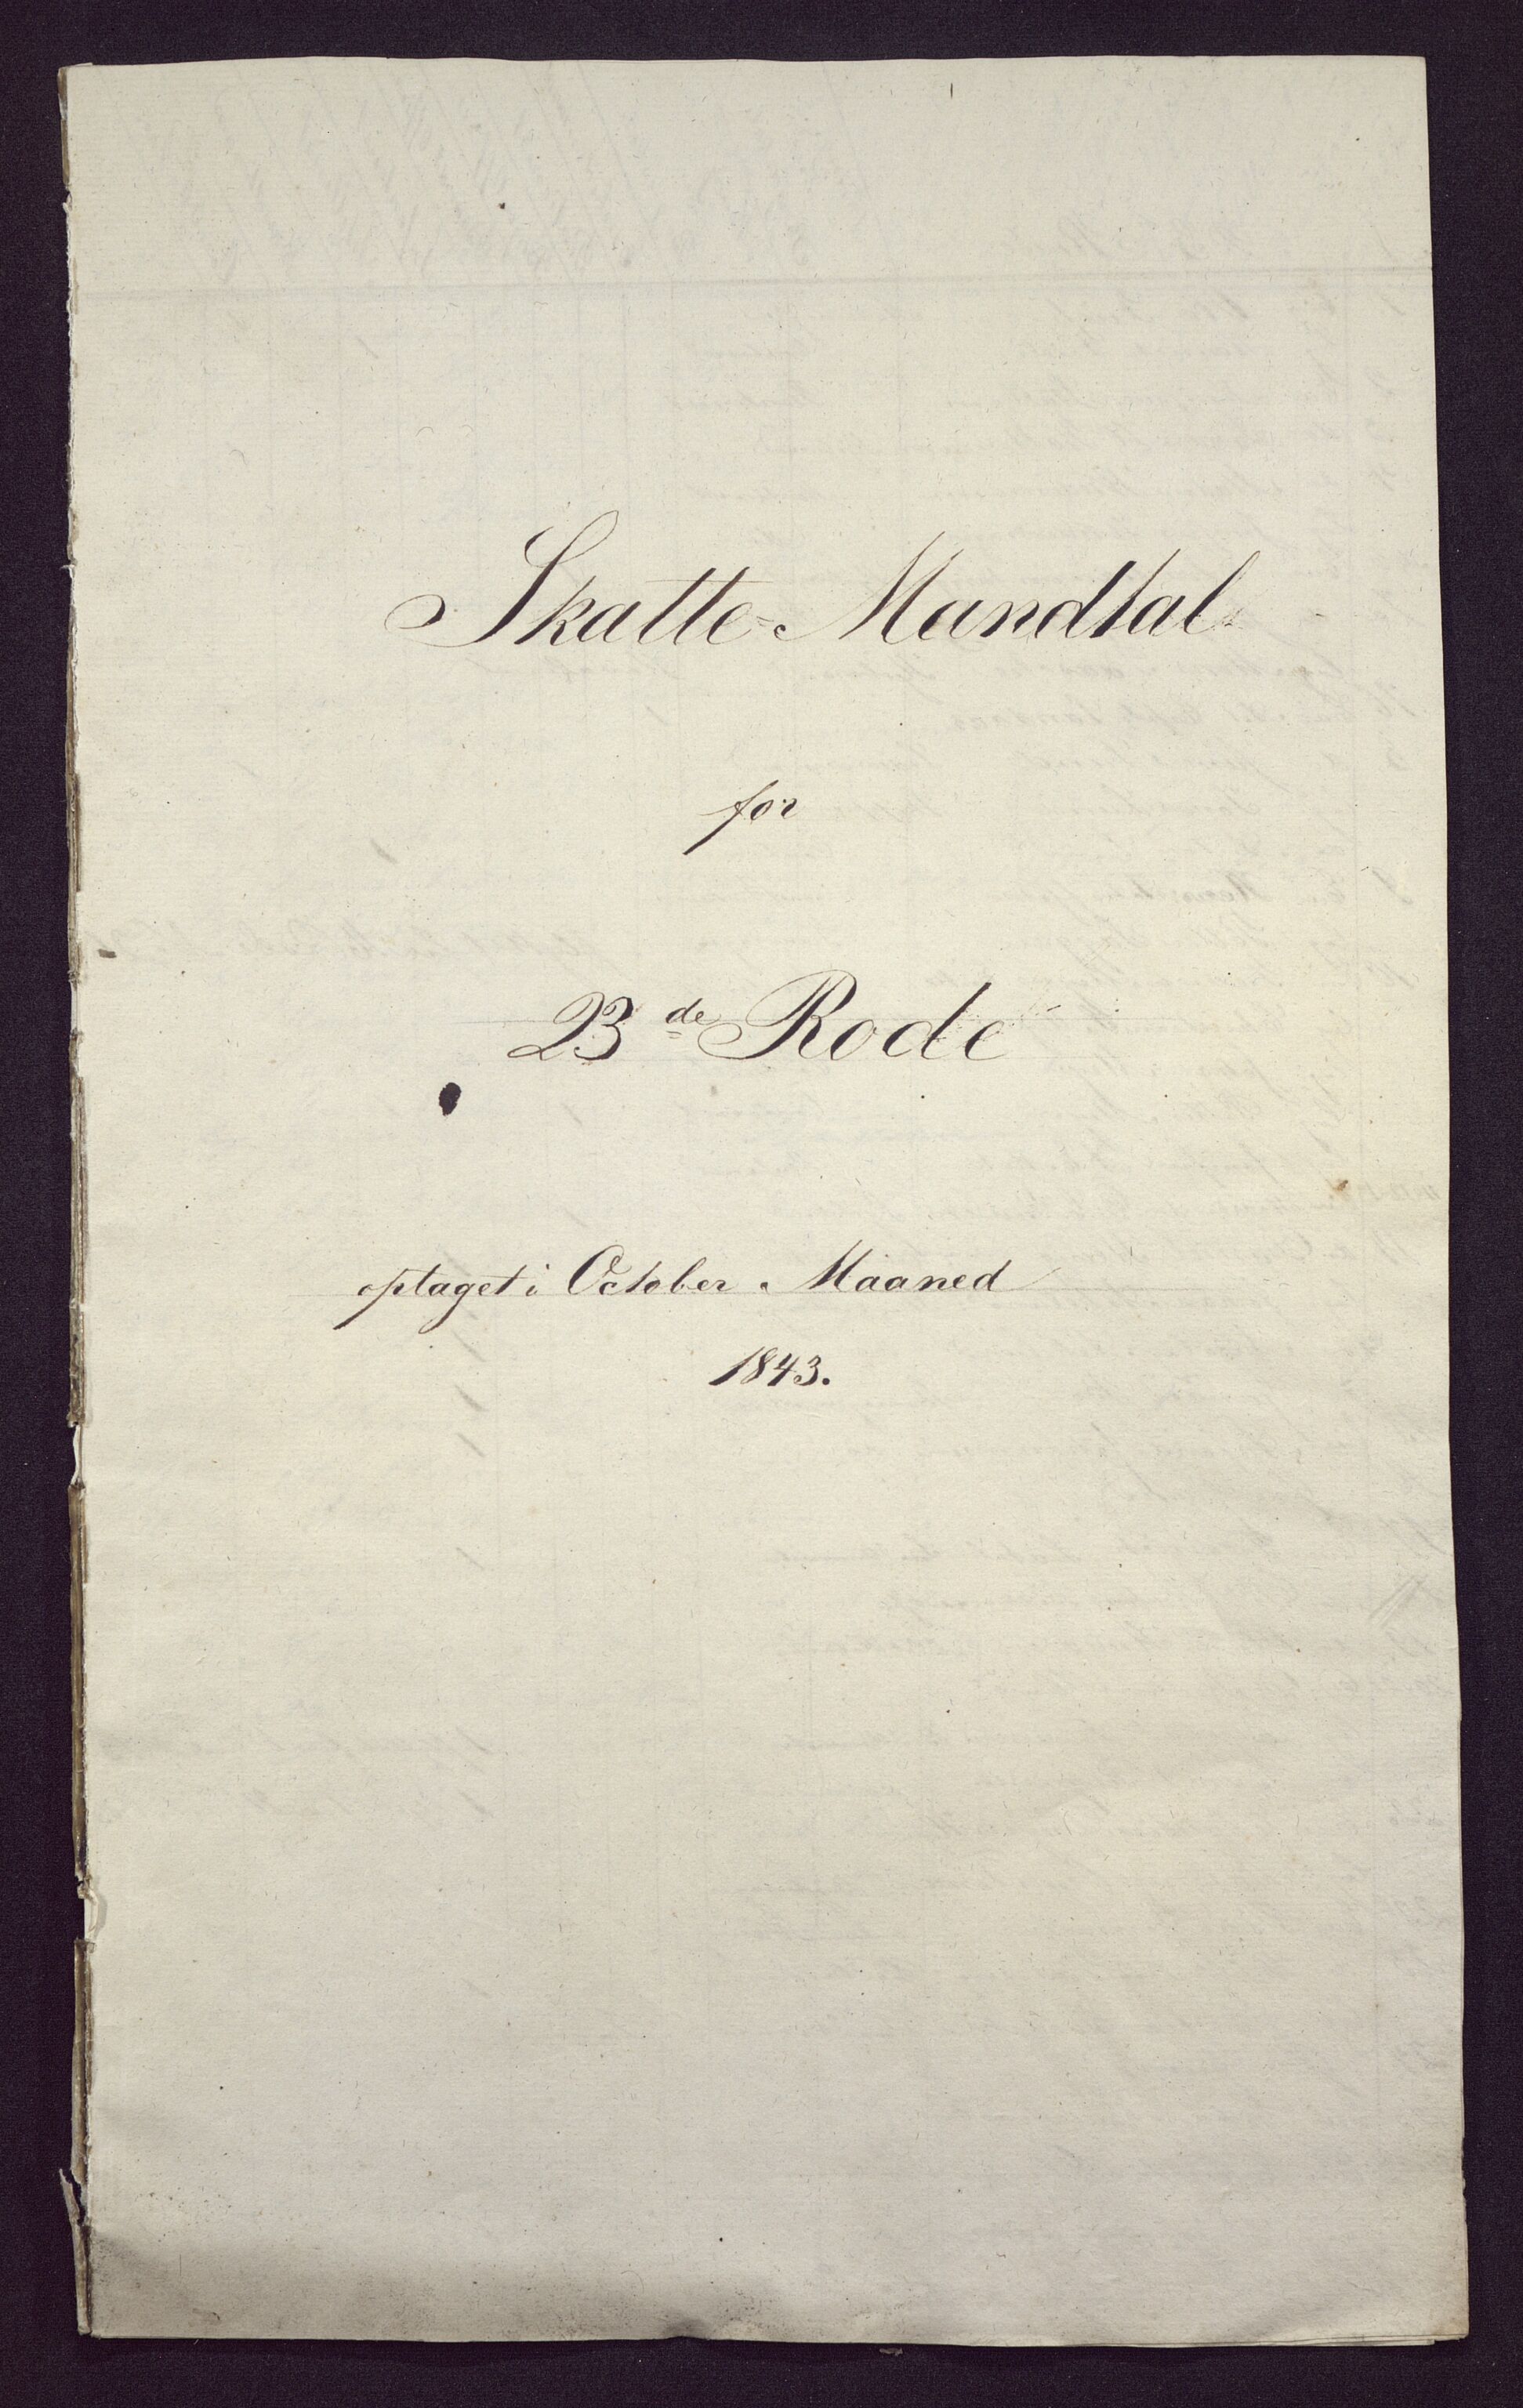 Skatte=Mandtal
for
23de Rode
optaget i October Maaned
1843.